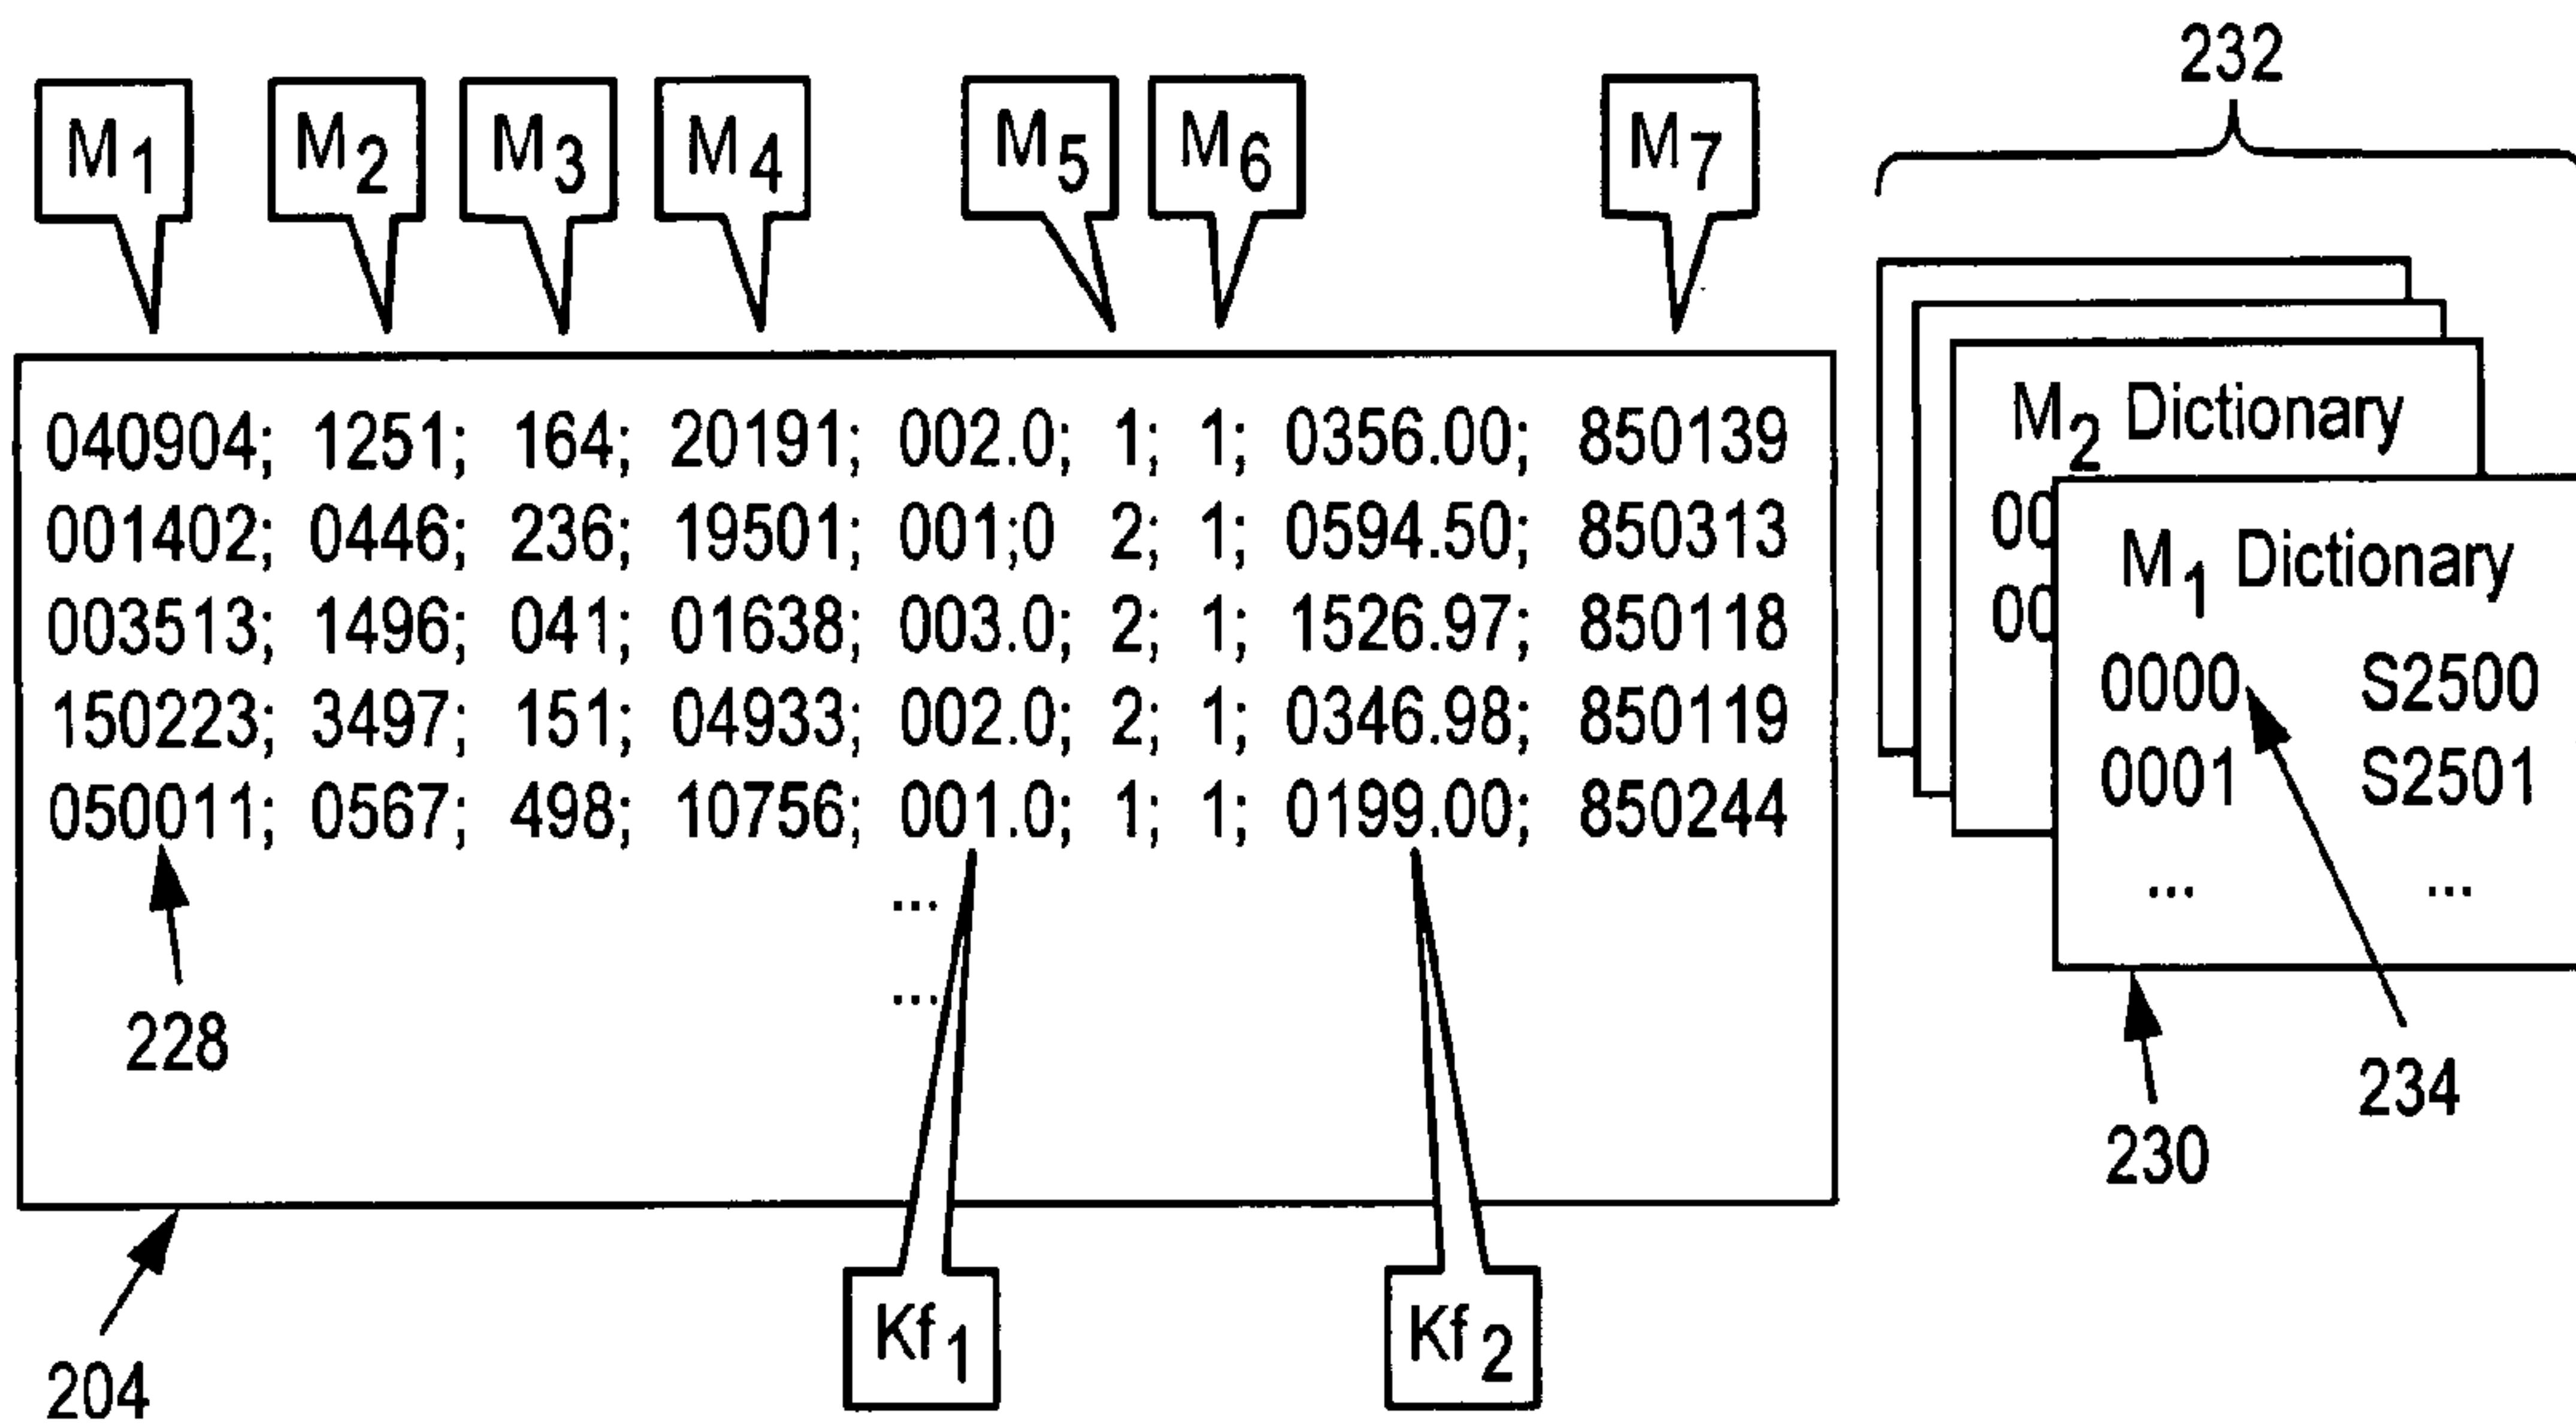 232
M1 M2 M3 M4 M5 M6 M7
040904; 1251; 164; 20191; 002.0; 1; 1; 0356.00; 850139
001402; 0446; 236; 19501; 001;0 2; 1; 0594.50; 850313
003513; 1496; 041; 01638; 003.0; 2; 1; 1526.97; 850118
150223; 3497; 151; 04933; 002.0; 2; 1; 0346.98; 850119
050011; 0567; 498; 10756; 001.0; 1; 1; 0199.00; 850244
...
...
228
204
Kf1
Kf2
M2 Dictionary
00
00
M1 Dictionary
0000 S2500
0001 S2501
... ...
234
230